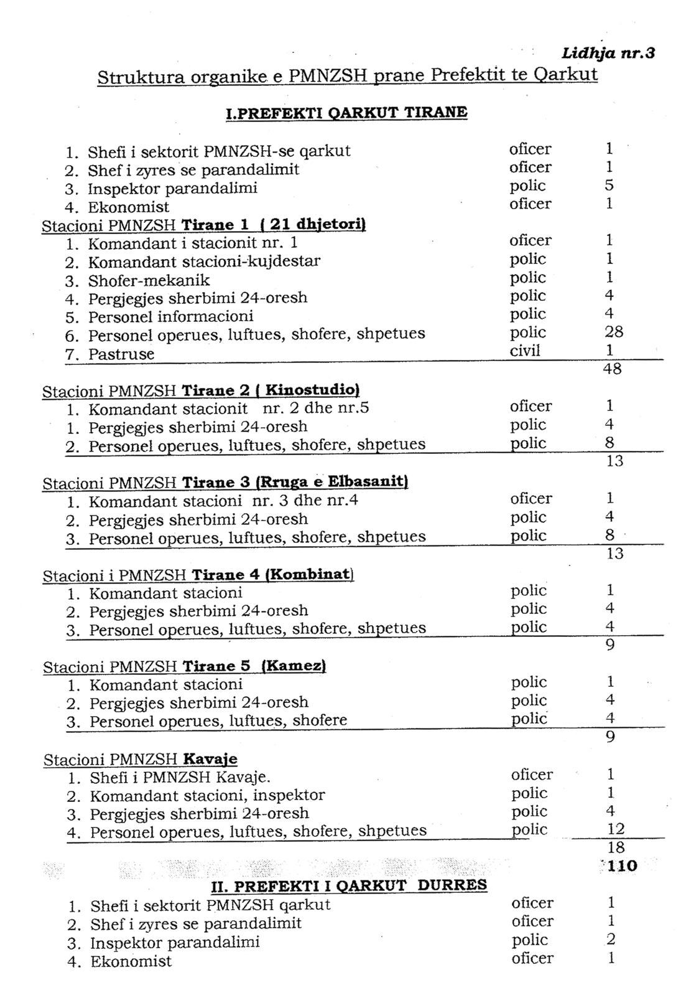 Lidhja nr.3
Struktura organike e PMNZSH prane Prefektit te Qarkut
I.PREFEKTI QARKUT TIRANE
1. Shefi i sektorit PMNZSH-se qarkut oficer 1
2. Shef i zyres se parandalimit oficer 1
3. Inspektor parandalimi polic 5
4. Ekonomist oficer 1
Stacioni PMNZSH Tirane 1 ( 21 dhjetori)
1. Komandant i stacionit nr. 1 oficer 1
2. Komandant stacioni-kujdestar polic 1
3. Shofer-mekanik polic 1
4. Pergjegjes sherbimi 24-oresh polic 4
5. Personel informacioni polic 4
6. Personel operues, luftues, shofere, shpetues polic 28
7. Pastruse civil 1
48
Stacioni PMNZSH Tirane 2 ( Kinostudio)
1. Komandant stacionit nr. 2 dhe nr.5 oficer 1
1. Pergjegjes sherbimi 24-oresh polic 4
2. Personel operues, luftues, shofere, shpetues polic 8
13
Stacioni PMNZSH Tirane 3 (Rruga e Elbasanit)
1. Komandant stacioni nr. 3 dhe nr.4 oficer 1
2. Pergjegjes sherbimi 24-oresh polic 4
3. Personel operues, luftues, shofere, shpetues polic 8
13
Stacioni i PMNZSH Tirane 4 (Kombinat)
1. Komandant stacioni polic 1
2. Pergjegjes sherbimi 24-oresh polic 4
3. Personel operues, luftues, shofere, shpetues polic 4
9
Stacioni PMNZSH Tirane 5 (Kamez)
1. Komandant stacioni polic 1
2. Pergjegjes sherbimi 24-oresh polic 4
3. Personel operues, luftues, shofere polic 4
9
Stacioni PMNZSH Kavaje
1. Shefi i PMNZSH Kavaje. oficer 1
2. Komandant stacioni, inspektor polic 1
3. Pergjegjes sherbimi 24-oresh polic 4
4. Personel operues, luftues, shofere, shpetues polic 12
18
110
II. PREFEKTI I QARKUT DURRES
1. Shefi i sektorit PMNZSH qarkut oficer 1
2. Shef i zyres se parandalimit oficer 1
3. Inspektor parandalimi polic 2
4. Ekonomist oficer 1